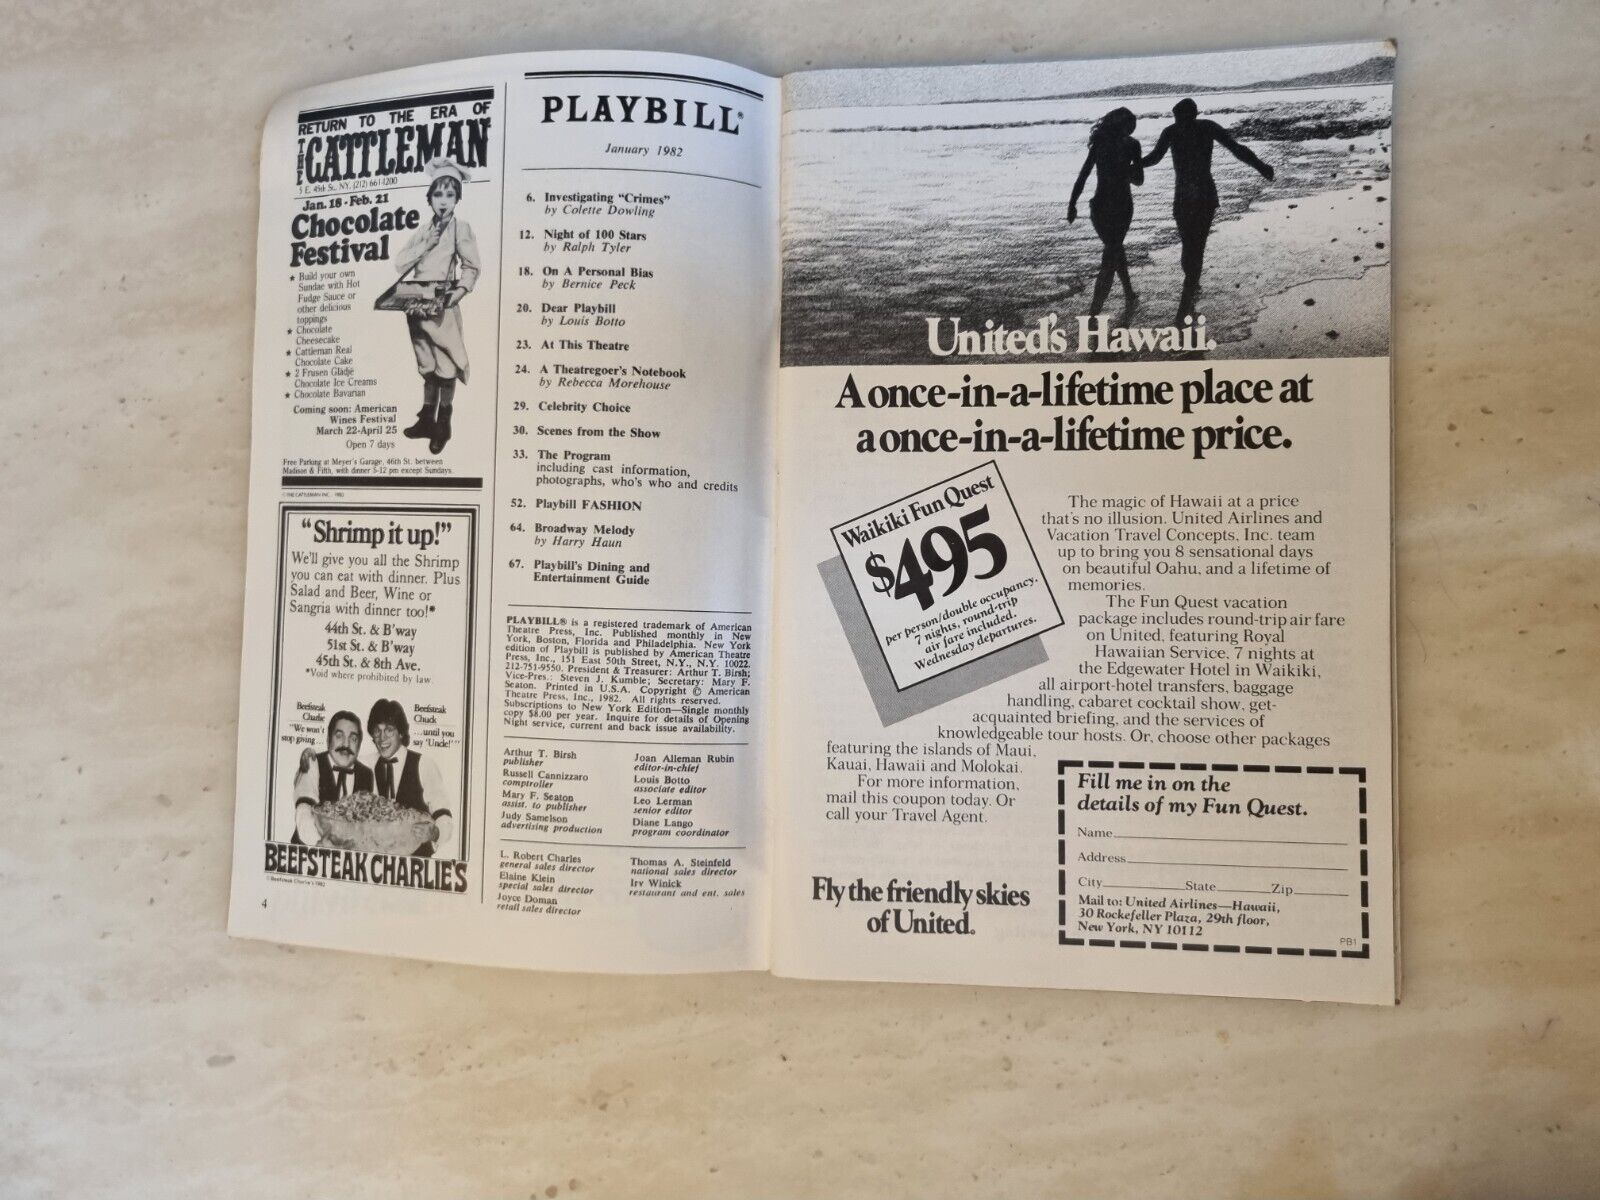 RETURN TO THE ERA OF
THE CATTLEMAN
5 E. 45th St., NY. (212) 661-1200
Jan. 18 - Feb. 21
Chocolate
Festival
★ Build your own
Sundae with Hot
Fudge Sauce or
other delicious
toppings
★ Chocolate
Cheesecake
★ Cattleman Real
Chocolate Cake
★ 2 Frusen Glädjé
Chocolate Ice Creams
★ Chocolate Bavarian
Coming soon: American
Wines Festival
March 22-April 25
Open 7 days
Free Parking at Meyer's Garage, 46th St. between
Madison & Fifth, with dinner 5-12 pm except Sundays.
© THE CATTLEMAN INC. 1982
"Shrimp it up!"
We'll give you all the Shrimp
you can eat with dinner. Plus
Salad and Beer, Wine or
Sangria with dinner too!*
44th St. & B'way
51st St. & B'way
45th St. & 8th Ave.
*Void where prohibited by law.
Beefsteak
Charlie
"We won't
stop giving...
Beefsteak
Chuck
...until you
say 'Uncle!'"
BEEFSTEAK CHARLIE'S
© Beefsteak Charlie's 1982
4
PLAYBILL®
January 1982
6. Investigating "Crimes"
by Colette Dowling
12. Night of 100 Stars
by Ralph Tyler
18. On A Personal Bias
by Bernice Peck
20. Dear Playbill
by Louis Botto
23. At This Theatre
24. A Theatregoer's Notebook
by Rebecca Morehouse
29. Celebrity Choice
30. Scenes from the Show
33. The Program
including cast information,
photographs, who's who and credits
52. Playbill FASHION
64. Broadway Melody
by Harry Haun
67. Playbill's Dining and
Entertainment Guide
PLAYBILL® is a registered trademark of American
Theatre Press, Inc. Published monthly in New
York, Boston, Florida and Philadelphia. New York
edition of Playbill is published by American Theatre
Press, Inc., 151 East 50th Street, N.Y., N.Y. 10022.
212-751-9550. President & Treasurer: Arthur T. Birsh;
Vice-Pres.: Steven J. Kumble; Secretary: Mary F.
Seaton. Printed in U.S.A. Copyright © American
Theatre Press, Inc., 1982. All rights reserved.
Subscriptions to New York Edition—Single monthly
copy $8.00 per year. Inquire for details of Opening
Night service, current and back issue availability.
Arthur T. Birsh
publisher
Russell Cannizzaro
comptroller
Mary F. Seaton
assist. to publisher
Judy Samelson
advertising production
Joan Alleman Rubin
editor-in-chief
Louis Botto
associate editor
Leo Lerman
senior editor
Diane Lango
program coordinator
L. Robert Charles
general sales director
Elaine Klein
special sales director
Joyce Doman
retail sales director
Thomas A. Steinfeld
national sales director
Irv Winick
restaurant and ent. sales
United's Hawaii.
A once-in-a-lifetime place at
a once-in-a-lifetime price.
Waikiki Fun Quest
$495
per person/double occupancy,
7 nights, round-trip
air fare included.
Wednesday departures.
The magic of Hawaii at a price
that's no illusion. United Airlines and
Vacation Travel Concepts, Inc. team
up to bring you 8 sensational days
on beautiful Oahu, and a lifetime of
memories.
The Fun Quest vacation
package includes round-trip air fare
on United, featuring Royal
Hawaiian Service, 7 nights at
the Edgewater Hotel in Waikiki,
all airport-hotel transfers, baggage
handling, cabaret cocktail show, get-
acquainted briefing, and the services of
knowledgeable tour hosts. Or, choose other packages
featuring the islands of Maui,
Kauai, Hawaii and Molokai.
For more information,
mail this coupon today. Or
call your Travel Agent.
Fly the friendly skies
of United.
Fill me in on the
details of my Fun Quest.
Name
Address
City State Zip
Mail to: United Airlines—Hawaii,
30 Rockefeller Plaza, 29th floor,
New York, NY 10112
PB1